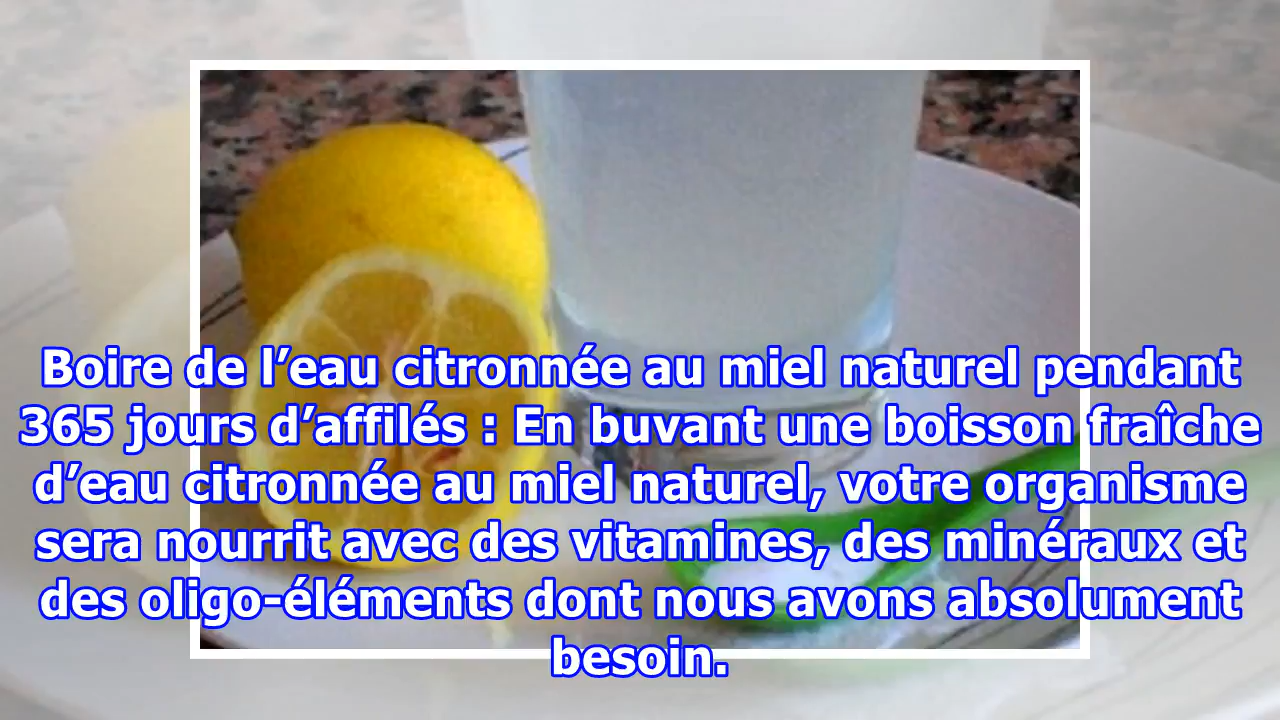 Boire de l’eau citronnée au miel naturel pendant
365 jours d’affilés : En buvant une boisson fraîche
d’eau citronnée au miel naturel, votre organisme
sera nourrit avec des vitamines, des minéraux et
des oligo-éléments dont nous avons absolument
besoin.